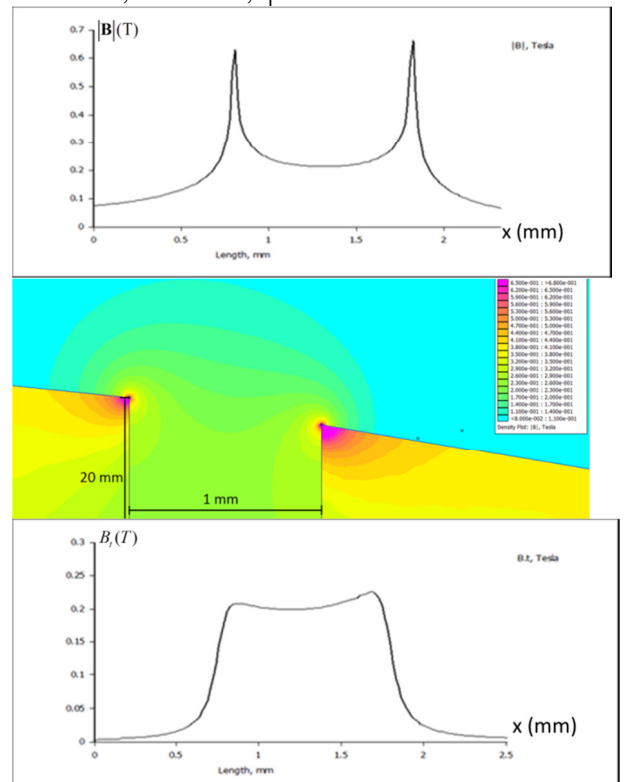 |B|(T)
|B|, Tesla
0.7
0.6
0.5
0.4
0.3
0.2
0.1
0
0 0.5 1 1.5 2
x (mm)
Length, mm
6.500e-001 : >6.800e-001
6.200e-001 : 6.500e-001
5.900e-001 : 6.200e-001
5.600e-001 : 5.900e-001
5.300e-001 : 5.600e-001
5.000e-001 : 5.300e-001
4.700e-001 : 5.000e-001
4.400e-001 : 4.700e-001
4.100e-001 : 4.400e-001
3.800e-001 : 4.100e-001
3.500e-001 : 3.800e-001
3.200e-001 : 3.500e-001
2.900e-001 : 3.200e-001
2.600e-001 : 2.900e-001
2.300e-001 : 2.600e-001
2.000e-001 : 2.300e-001
1.700e-001 : 2.000e-001
1.400e-001 : 1.700e-001
1.100e-001 : 1.400e-001
<8.000e-002 : 1.100e-001
Density Plot: |B|, Tesla
20 mm
1 mm
B_t(T)
B.t, Tesla
0.3
0.25
0.2
0.15
0.1
0.05
0
0 0.5 1 1.5 2 2.5
x (mm)
Length, mm